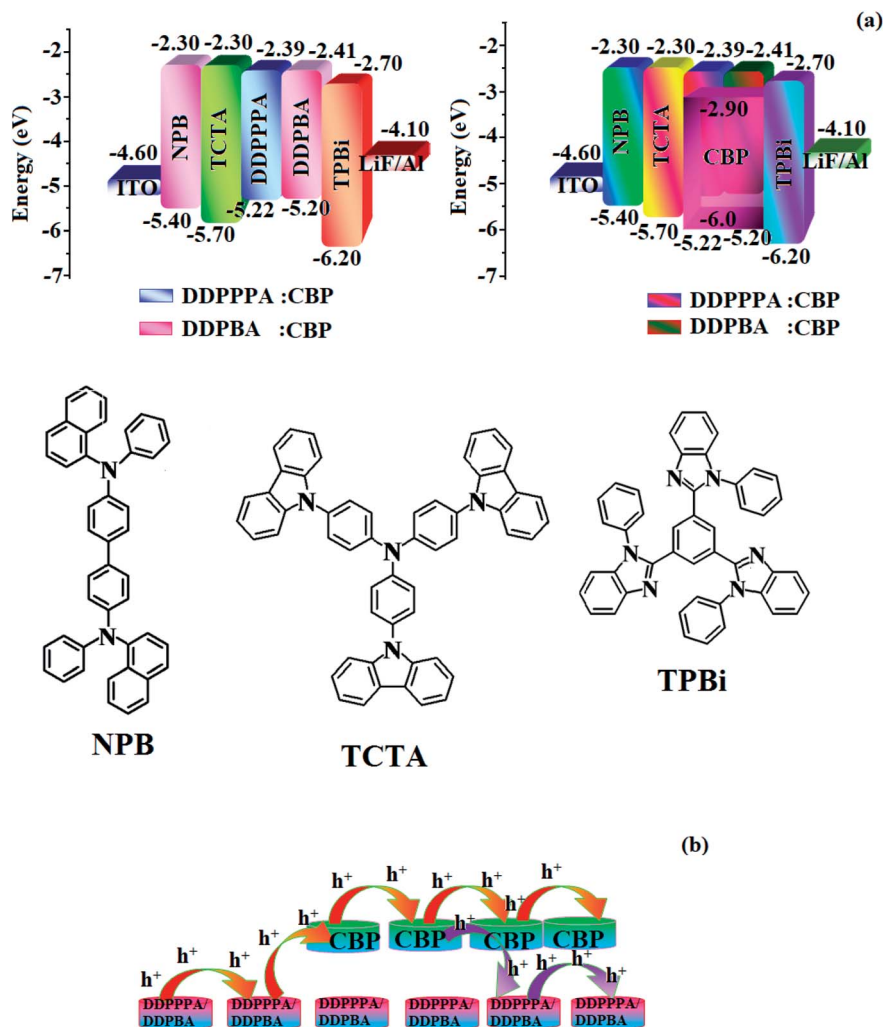 (a)
-2
-3
-4
-5
-6
-7
Energy (eV)
-2.30
-2.30
-2.39
-2.41
-2.70
-4.10
-4.60
ITO
NPB
TCTA
DDPPPA
DDPBA
TPBi
LiF/Al
-5.40
-5.70
-5.22
-5.20
-6.20
DDPPPA :CBP
DDPBA :CBP
-2
-3
-4
-5
-6
-7
Energy (eV)
-2.30
-2.30
-2.39
-2.41
-2.70
-2.90
-4.10
-4.60
ITO
NPB
TCTA
CBP
TPBi
LiF/Al
-6.0
-5.40
-5.70
-5.22
-5.20
-6.20
DDPPPA :CBP
DDPBA :CBP
N
N
NPB
N
N
N
N
TCTA
N
N
N
N
N
N
TPBi
(b)
h+ h+ h+ h+
h+ h+ h+ h+
CBP CBP CBP CBP
h+ h+ h+ h+ h+ h+ h+
DDPPPA/ DDPPPA/ DDPPPA/ DDPPPA/ DDPPPA/ DDPPPA/
DDPBA DDPBA DDPBA DDPBA DDPBA DDPBA